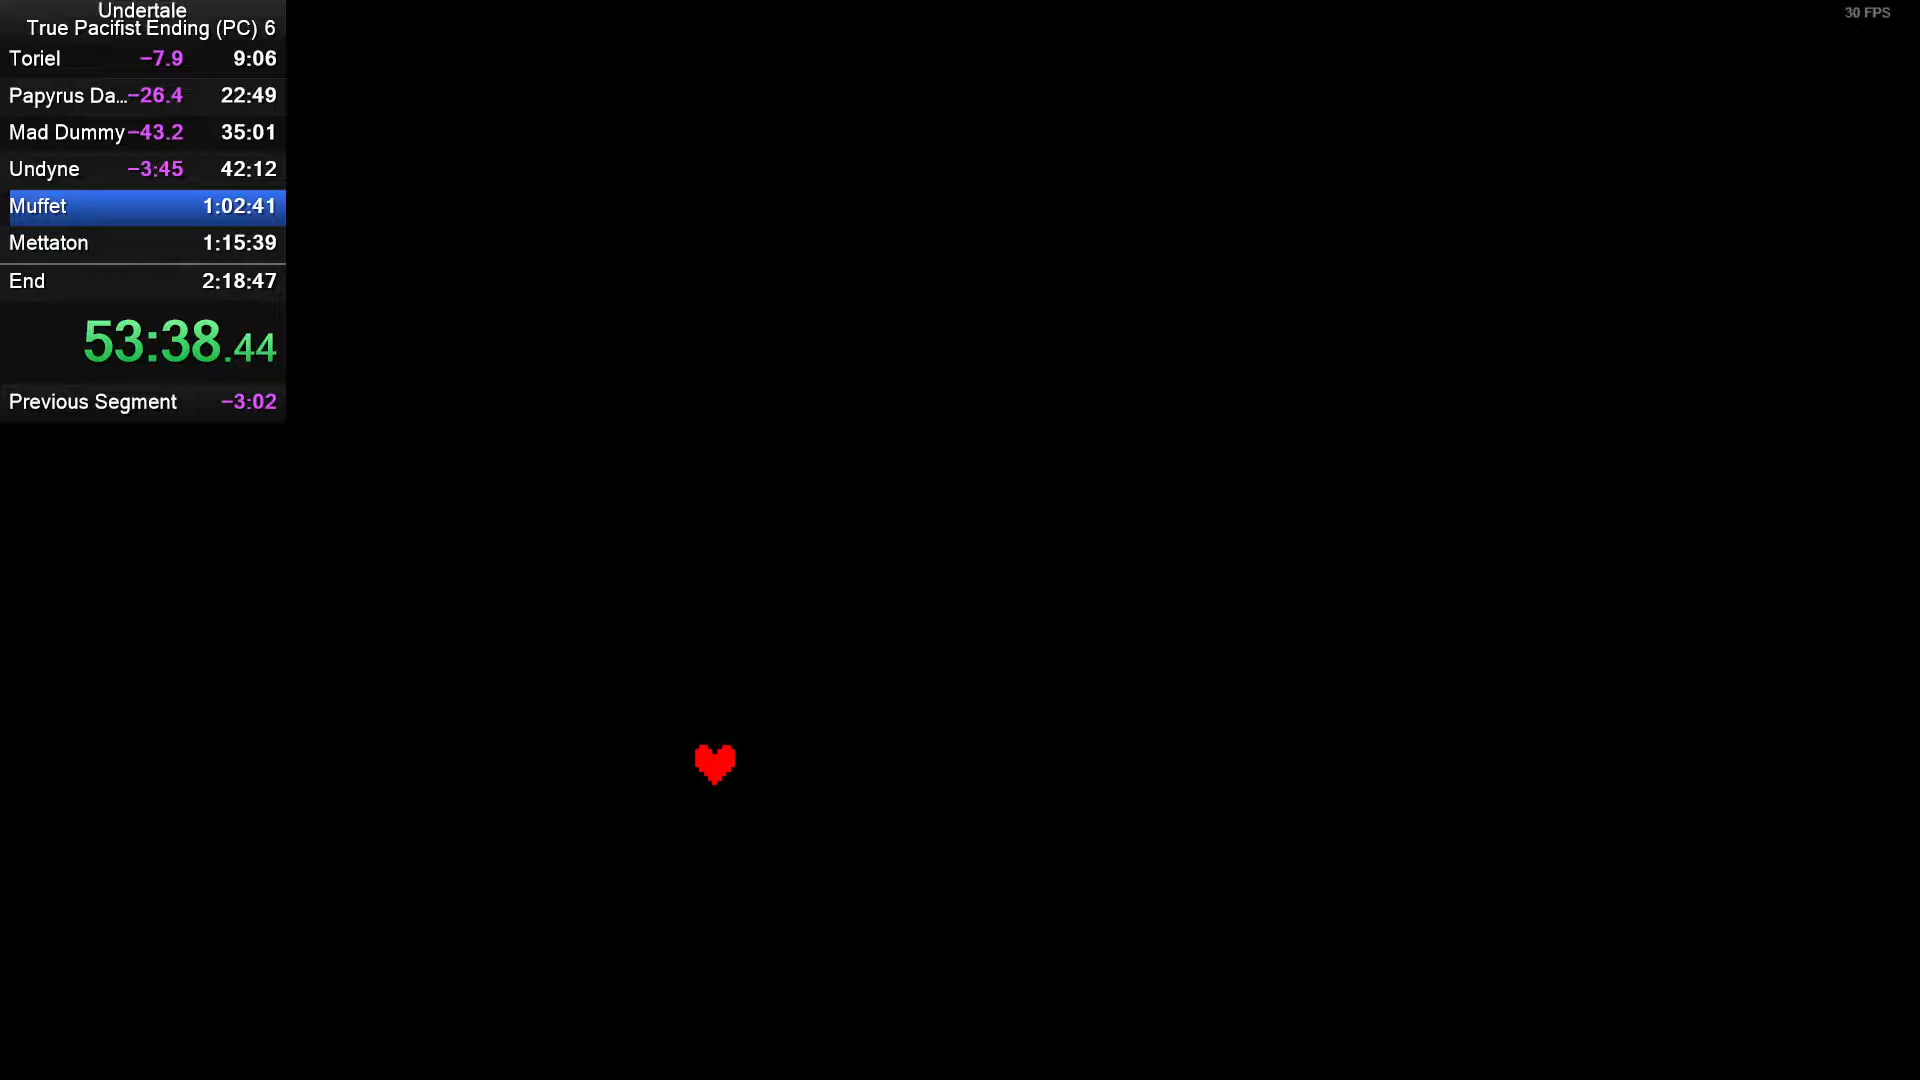 Undertale
True Pacifist Ending (PC) 6
30 FPS
Toriel −7.9 9:06
Papyrus Da... −26.4 22:49
Mad Dummy −43.2 35:01
Undyne −3:45 42:12
Muffet 1:02:41
Mettaton 1:15:39
End 2:18:47
53:38.44
Previous Segment −3:02